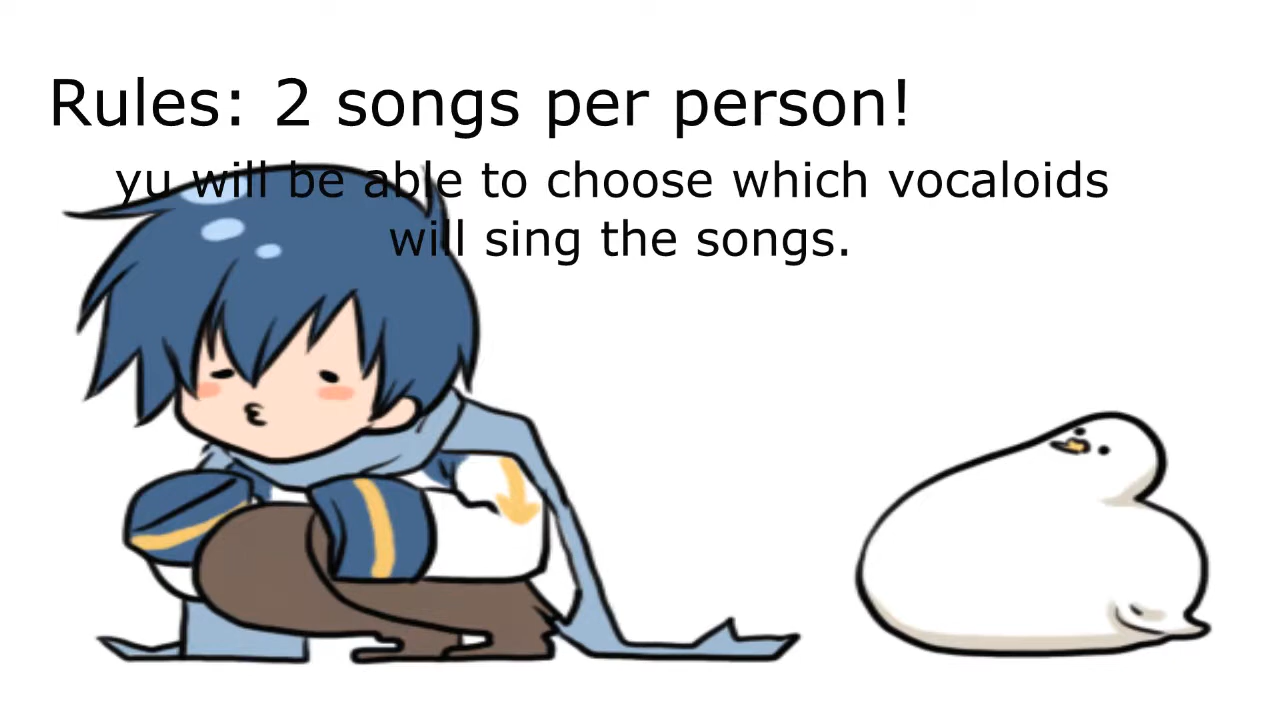 Rules: 2 songs per person!
yu will be able to choose which vocaloids
will sing the songs.